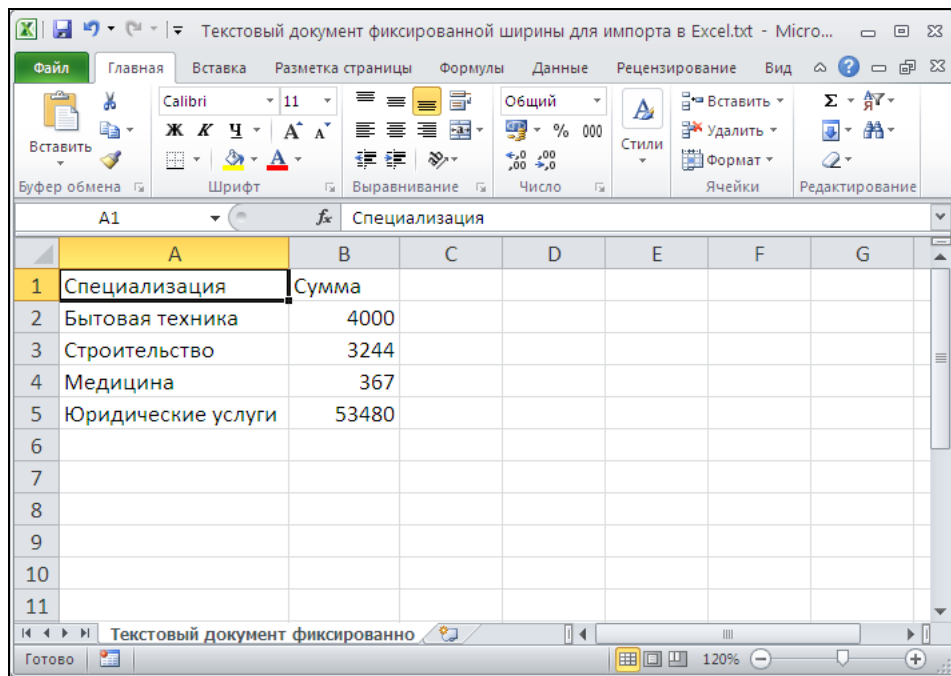 Текстовый документ фиксированной ширины для импорта в Excel.txt - Micro...
Файл Главная Вставка Разметка страницы Формулы Данные Рецензирование Вид
Calibri 11 Общий Вставить Σ
Ж К Ч А А % 000 Удалить
Вставить ,00 ,00 Стили Формат
Буфер обмена Шрифт Выравнивание Число Ячейки Редактирование
A1 fx Специализация
A B C D E F G
1 Специализация Сумма
2 Бытовая техника 4000
3 Строительство 3244
4 Медицина 367
5 Юридические услуги 53480
6
7
8
9
10
11
Текстовый документ фиксированно
Готово 120%